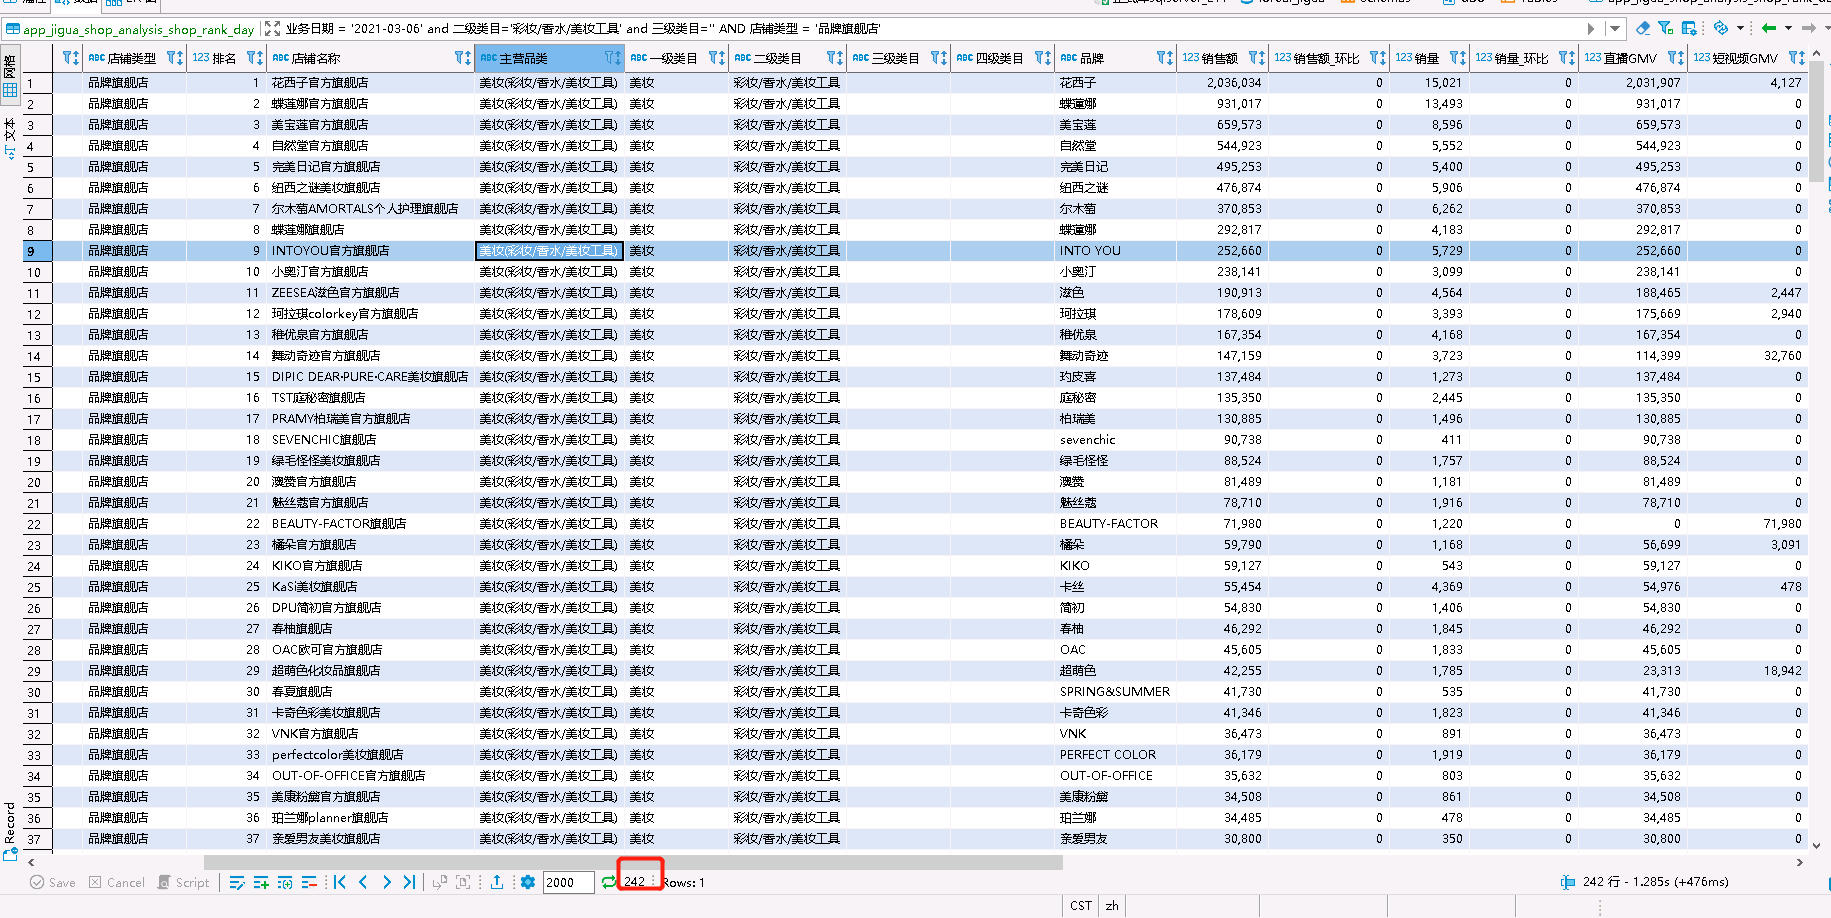 app_jigua_shop_analysis_shop_rank_day 业务日期 = '2021-03-06' and 二级类目='彩妆/香水/美妆工具' and 三级类='' AND 店铺类型 = '品牌旗舰店'
ABC 店铺类型 123 排名 ABC 店铺名称 ABC 主营品类 ABC 一级类目 ABC 二级类目 ABC 三级类目 ABC 四级类目 ABC 品牌 123 销售额 123 销售额_环比 123 销量 123 销量_环比 123 直播GMV 123 短视频GMV
1 品牌旗舰店 1 花西子官方旗舰店 美妆(彩妆/香水/美妆工具) 美妆 彩妆/香水/美妆工具 花西子 2,036,034 0 15,021 0 2,031,907 4,127
2 品牌旗舰店 2 蝶莲娜官方旗舰店 美妆(彩妆/香水/美妆工具) 美妆 彩妆/香水/美妆工具 蝶蓮娜 931,017 0 13,493 0 931,017 0
3 品牌旗舰店 3 美宝莲官方旗舰店 美妆(彩妆/香水/美妆工具) 美妆 彩妆/香水/美妆工具 美宝莲 659,573 0 8,596 0 659,573 0
4 品牌旗舰店 4 自然堂官方旗舰店 美妆(彩妆/香水/美妆工具) 美妆 彩妆/香水/美妆工具 自然堂 544,923 0 5,552 0 544,923 0
5 品牌旗舰店 5 完美日记官方旗舰店 美妆(彩妆/香水/美妆工具) 美妆 彩妆/香水/美妆工具 完美日记 495,253 0 5,400 0 495,253 0
6 品牌旗舰店 6 纽西之谜美妆旗舰店 美妆(彩妆/香水/美妆工具) 美妆 彩妆/香水/美妆工具 纽西之谜 476,874 0 5,906 0 476,874 0
7 品牌旗舰店 7 尔木萄AMORTALS个人护理旗舰店 美妆(彩妆/香水/美妆工具) 美妆 彩妆/香水/美妆工具 尔木萄 370,853 0 6,262 0 370,853 0
8 品牌旗舰店 8 蝶莲娜旗舰店 美妆(彩妆/香水/美妆工具) 美妆 彩妆/香水/美妆工具 蝶蓮娜 292,817 0 4,183 0 292,817 0
9 品牌旗舰店 9 INTOYOU官方旗舰店 美妆(彩妆/香水/美妆工具) 美妆 彩妆/香水/美妆工具 INTO YOU 252,660 0 5,729 0 252,660 0
10 品牌旗舰店 10 小奥汀官方旗舰店 美妆(彩妆/香水/美妆工具) 美妆 彩妆/香水/美妆工具 小奥汀 238,141 0 3,099 0 238,141 0
11 品牌旗舰店 11 ZEESEA滋色官方旗舰店 美妆(彩妆/香水/美妆工具) 美妆 彩妆/香水/美妆工具 滋色 190,913 0 4,564 0 188,465 2,447
12 品牌旗舰店 12 珂拉琪colorkey官方旗舰店 美妆(彩妆/香水/美妆工具) 美妆 彩妆/香水/美妆工具 珂拉琪 178,609 0 3,393 0 175,669 2,940
13 品牌旗舰店 13 稚优泉官方旗舰店 美妆(彩妆/香水/美妆工具) 美妆 彩妆/香水/美妆工具 稚优泉 167,354 0 4,168 0 167,354 0
14 品牌旗舰店 14 舞动奇迹官方旗舰店 美妆(彩妆/香水/美妆工具) 美妆 彩妆/香水/美妆工具 舞动奇迹 147,159 0 3,723 0 114,399 32,760
15 品牌旗舰店 15 DIPIC DEAR·PURE·CARE美妆旗舰店 美妆(彩妆/香水/美妆工具) 美妆 彩妆/香水/美妆工具 玓皮喜 137,484 0 1,273 0 137,484 0
16 品牌旗舰店 16 TST庭秘密旗舰店 美妆(彩妆/香水/美妆工具) 美妆 彩妆/香水/美妆工具 庭秘密 135,350 0 2,445 0 135,350 0
17 品牌旗舰店 17 PRAMY柏瑞美官方旗舰店 美妆(彩妆/香水/美妆工具) 美妆 彩妆/香水/美妆工具 柏瑞美 130,885 0 1,496 0 130,885 0
18 品牌旗舰店 18 SEVENCHIC旗舰店 美妆(彩妆/香水/美妆工具) 美妆 彩妆/香水/美妆工具 sevenchic 90,738 0 411 0 90,738 0
19 品牌旗舰店 19 绿毛怪怪美妆旗舰店 美妆(彩妆/香水/美妆工具) 美妆 彩妆/香水/美妆工具 绿毛怪怪 88,524 0 1,757 0 88,524 0
20 品牌旗舰店 20 澳赞官方旗舰店 美妆(彩妆/香水/美妆工具) 美妆 彩妆/香水/美妆工具 澳赞 81,489 0 1,181 0 81,489 0
21 品牌旗舰店 21 魅丝蔻官方旗舰店 美妆(彩妆/香水/美妆工具) 美妆 彩妆/香水/美妆工具 魅丝蔻 78,710 0 1,916 0 78,710 0
22 品牌旗舰店 22 BEAUTY-FACTOR旗舰店 美妆(彩妆/香水/美妆工具) 美妆 彩妆/香水/美妆工具 BEAUTY-FACTOR 71,980 0 1,220 0 0 71,980
23 品牌旗舰店 23 橘朵官方旗舰店 美妆(彩妆/香水/美妆工具) 美妆 彩妆/香水/美妆工具 橘朵 59,790 0 1,168 0 56,699 3,091
24 品牌旗舰店 24 KIKO官方旗舰店 美妆(彩妆/香水/美妆工具) 美妆 彩妆/香水/美妆工具 KIKO 59,127 0 543 0 59,127 0
25 品牌旗舰店 25 KaSi美妆旗舰店 美妆(彩妆/香水/美妆工具) 美妆 彩妆/香水/美妆工具 卡丝 55,454 0 4,369 0 54,976 478
26 品牌旗舰店 26 DPU简初官方旗舰店 美妆(彩妆/香水/美妆工具) 美妆 彩妆/香水/美妆工具 简初 54,830 0 1,406 0 54,830 0
27 品牌旗舰店 27 春柚旗舰店 美妆(彩妆/香水/美妆工具) 美妆 彩妆/香水/美妆工具 春柚 46,292 0 1,845 0 46,292 0
28 品牌旗舰店 28 OAC欧可官方旗舰店 美妆(彩妆/香水/美妆工具) 美妆 彩妆/香水/美妆工具 OAC 45,605 0 1,833 0 45,605 0
29 品牌旗舰店 29 超萌色化妆品旗舰店 美妆(彩妆/香水/美妆工具) 美妆 彩妆/香水/美妆工具 超萌色 42,255 0 1,785 0 23,313 18,942
30 品牌旗舰店 30 春夏旗舰店 美妆(彩妆/香水/美妆工具) 美妆 彩妆/香水/美妆工具 SPRING&SUMMER 41,730 0 535 0 41,730 0
31 品牌旗舰店 31 卡奇色彩美妆旗舰店 美妆(彩妆/香水/美妆工具) 美妆 彩妆/香水/美妆工具 卡奇色彩 41,346 0 1,823 0 41,346 0
32 品牌旗舰店 32 VNK官方旗舰店 美妆(彩妆/香水/美妆工具) 美妆 彩妆/香水/美妆工具 VNK 36,473 0 891 0 36,473 0
33 品牌旗舰店 33 perfectcolor美妆旗舰店 美妆(彩妆/香水/美妆工具) 美妆 彩妆/香水/美妆工具 PERFECT COLOR 36,179 0 1,919 0 36,179 0
34 品牌旗舰店 34 OUT-OF-OFFICE官方旗舰店 美妆(彩妆/香水/美妆工具) 美妆 彩妆/香水/美妆工具 OUT-OF-OFFICE 35,632 0 803 0 35,632 0
35 品牌旗舰店 35 美康粉黛官方旗舰店 美妆(彩妆/香水/美妆工具) 美妆 彩妆/香水/美妆工具 美康粉黛 34,508 0 861 0 34,508 0
36 品牌旗舰店 36 珀兰娜planner旗舰店 美妆(彩妆/香水/美妆工具) 美妆 彩妆/香水/美妆工具 珀兰娜 34,485 0 478 0 34,485 0
37 品牌旗舰店 37 亲爱男友美妆旗舰店 美妆(彩妆/香水/美妆工具) 美妆 彩妆/香水/美妆工具 亲爱男友 30,800 0 350 0 30,800 0
网格
文本
Record
Save Cancel Script 2000 242 Rows: 1 242 行 - 1.285s (+476ms)
CST zh